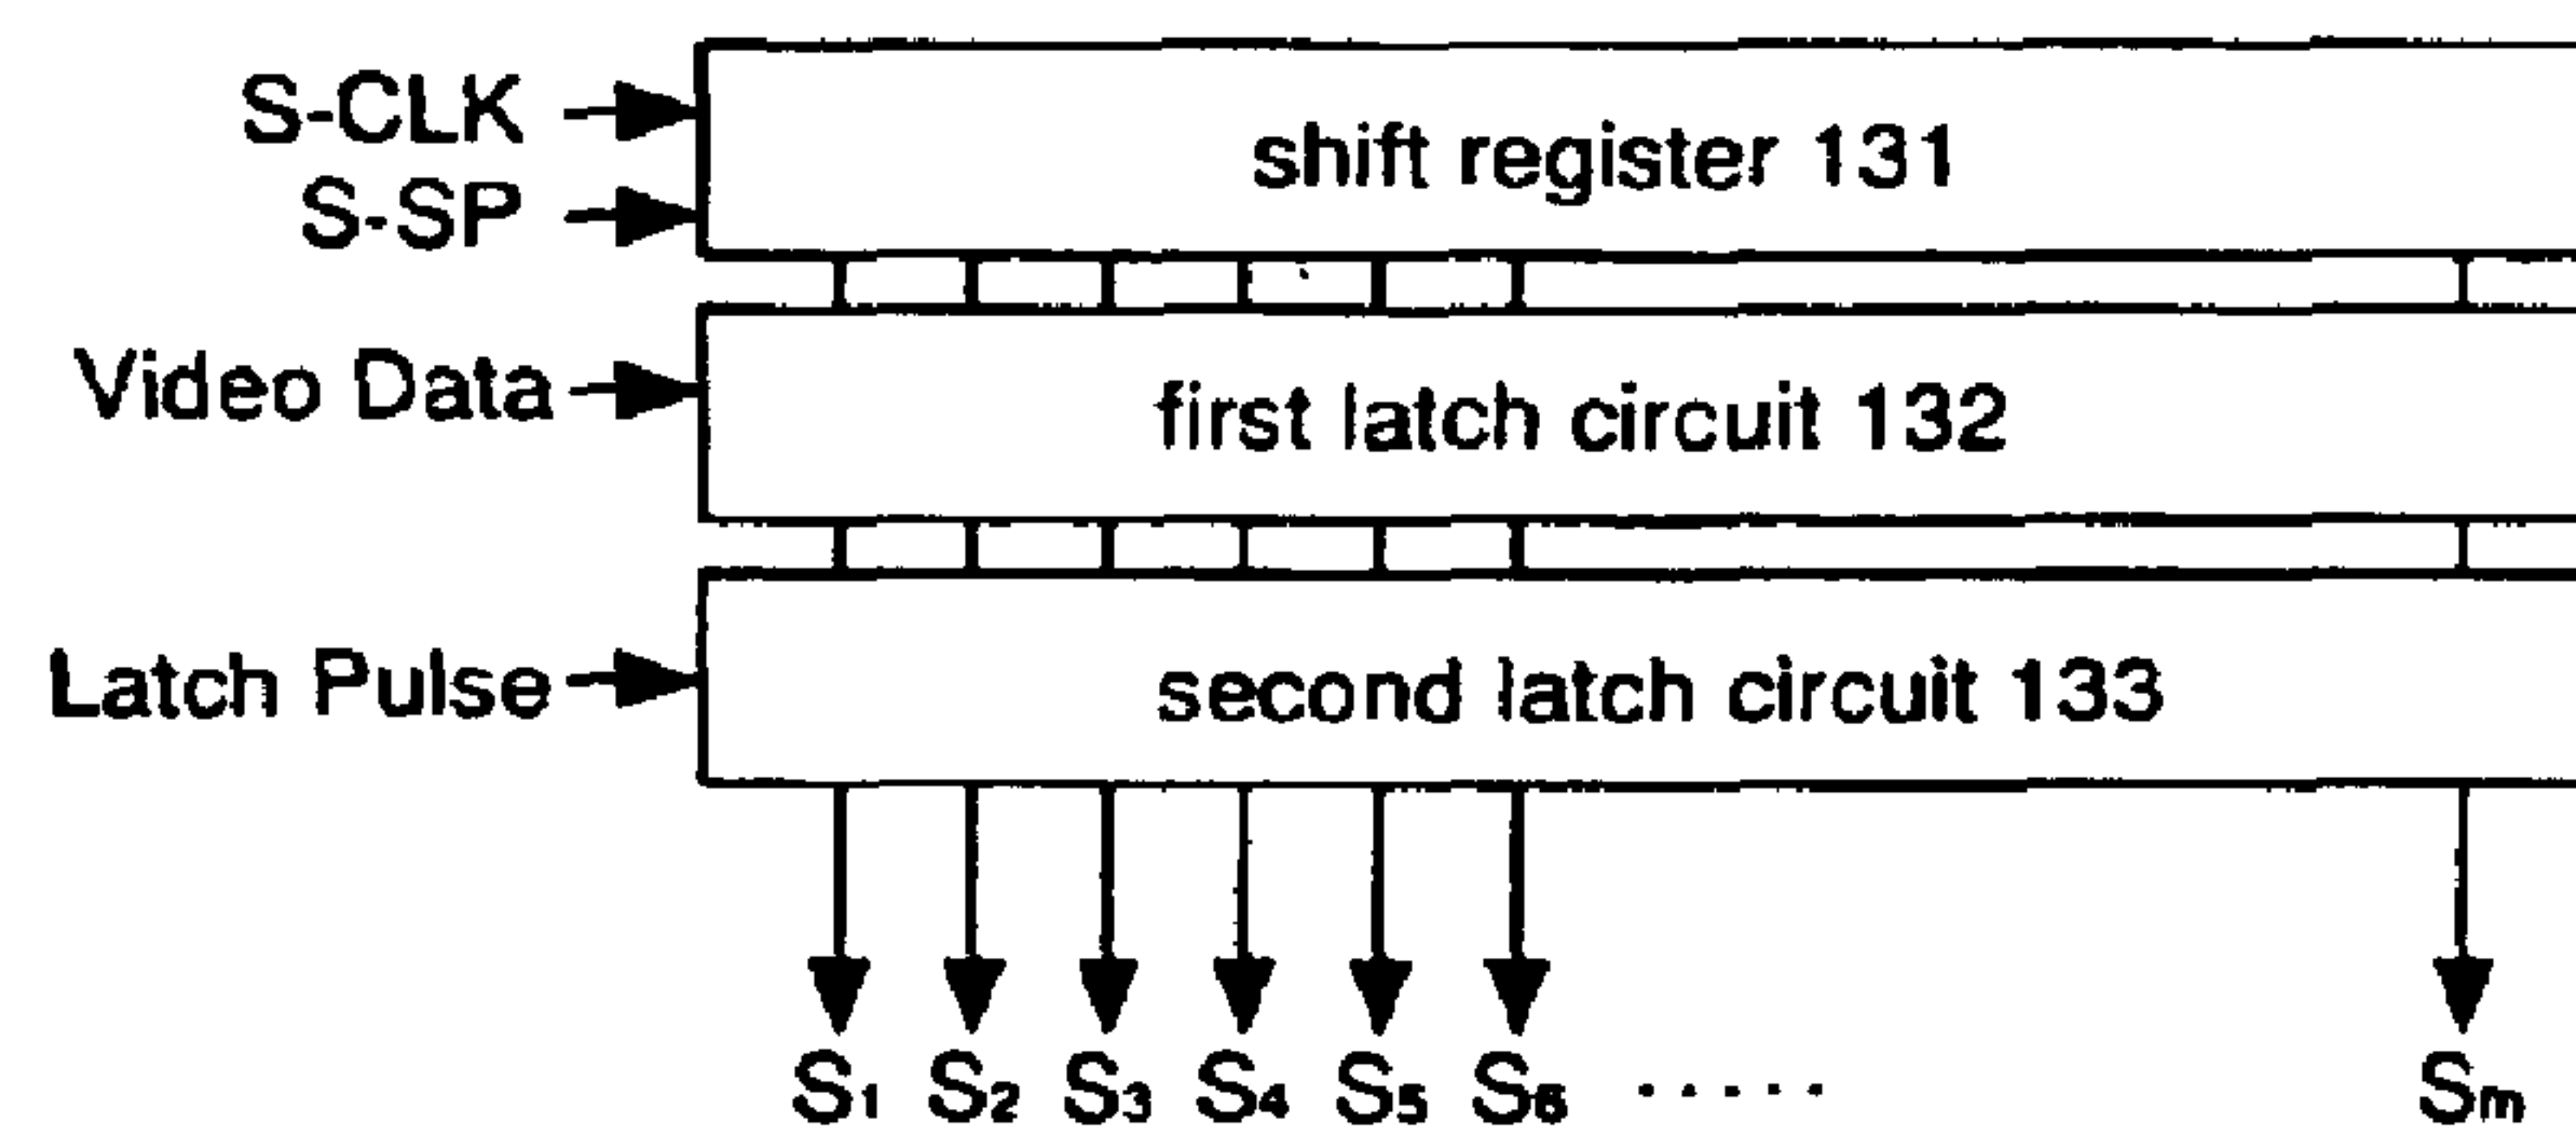 S-CLK
shift register 131
S-SP
Video Data
first latch circuit 132
Latch Pulse
second latch circuit 133
S1 S2 S3 S4 S5 S6 ····· Sm